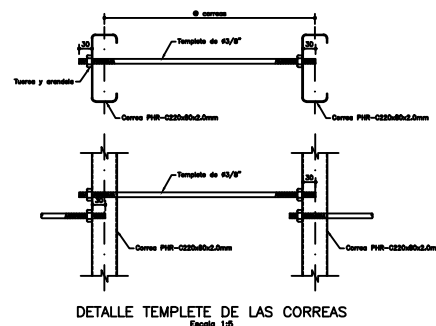 @ correas
30
30
Templete de ø3/8"
Tuerca y arandela
Correa PHR-C220x80x2.0mm
Correa PHR-C220x80x2.0mm
Templete de ø3/8"
30
30
Correa PHR-C220x80x2.0mm
Correa PHR-C220x80x2.0m
DETALLE TEMPLETE DE LAS CORREAS
Escala 1:5